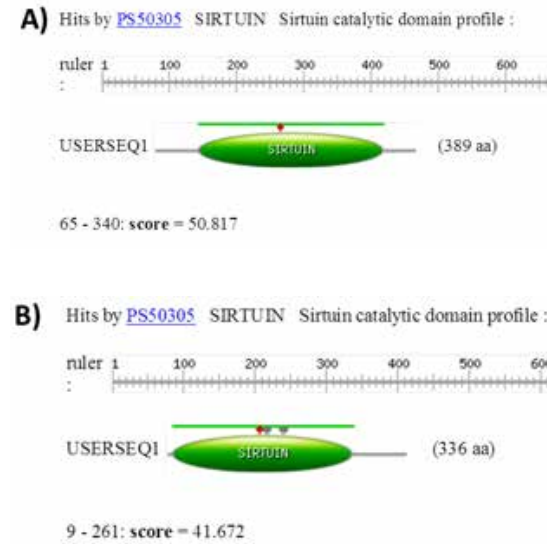 A) Hits by PS50305 SIRTUIN Sirtuin catalytic domain profile :
ruler 1 100 200 300 400 500 600
:
USERSEQ1 SIRTUIN (389 aa)
65 - 340: score = 50.817
B) Hits by PS50305 SIRTUIN Sirtuin catalytic domain profile :
ruler 1 100 200 300 400 500 600
:
USERSEQ1 SIRTUIN (336 aa)
9 - 261: score = 41.672